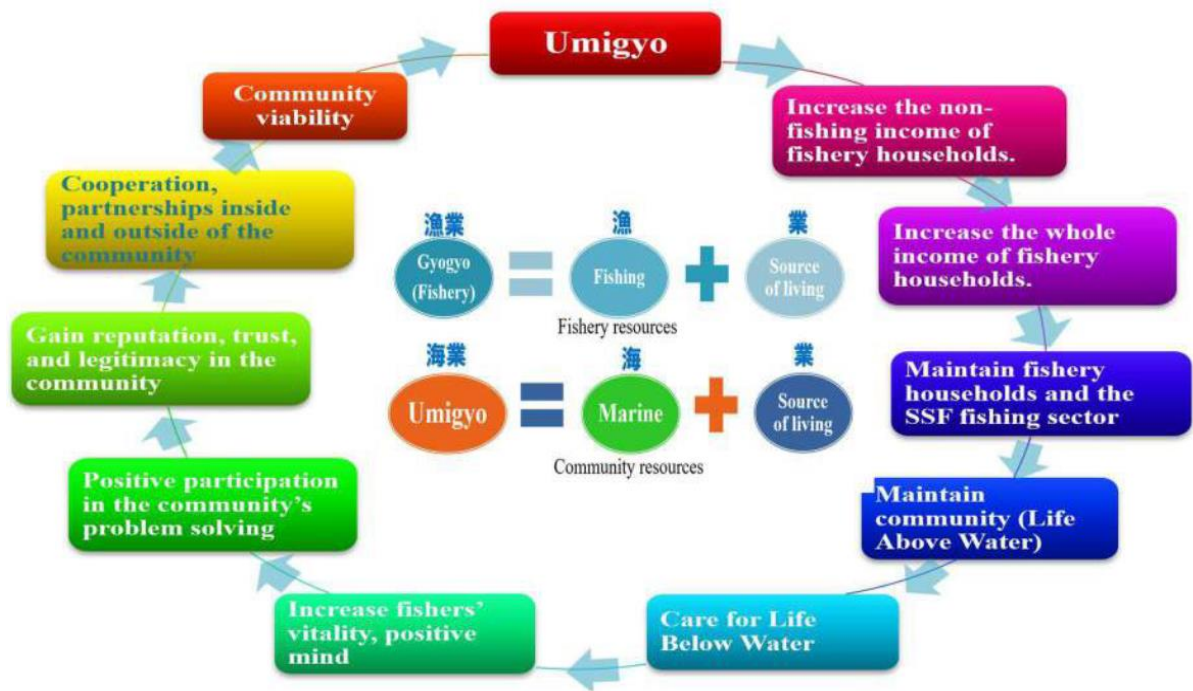 Umigyo
Increase the non-
fishing income of
fishery households.
Increase the whole
income of fishery
households.
Maintain fishery
households and the
SSF fishing sector
Maintain
community (Life
Above Water)
Care for Life
Below Water
Increase fishers’
vitality, positive
mind
Positive participation
in the community’s
problem solving
Gain reputation, trust,
and legitimacy in the
community
Cooperation,
partnerships inside
and outside of the
community
Community
viability
漁業
漁
業
Gyogyo
(Fishery)
=
Fishing
+
Source
of living
Fishery resources
海業
海
業
Umigyo
=
Marine
+
Source
of living
Community resources